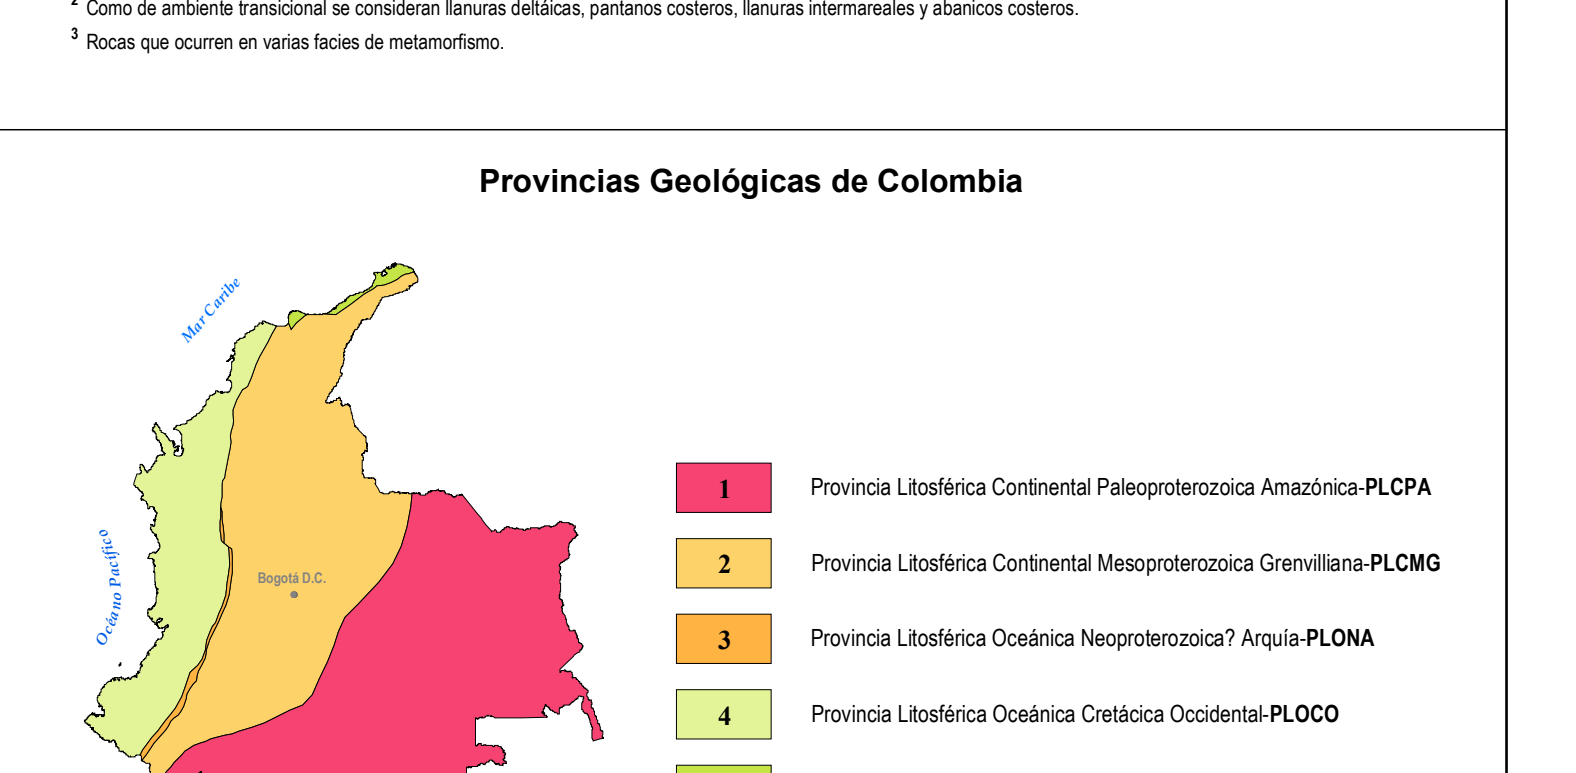 2 Como de ambiente transicional se consideran llanuras deltáicas, pantanos costeros, llanuras intermareales y abanicos costeros.
3 Rocas que ocurren en varias facies de metamorfismo.
Provincias Geológicas de Colombia
Mar Caribe
Océano Pacífico
Bogotá D.C.
1 Provincia Litosférica Continental Paleoproterozoica Amazónica-PLCPA
2 Provincia Litosférica Continental Mesoproterozoica Grenvilliana-PLCMG
3 Provincia Litosférica Oceánica Neoproterozoica? Arquía-PLONA
4 Provincia Litosférica Oceánica Cretácica Occidental-PLOCO